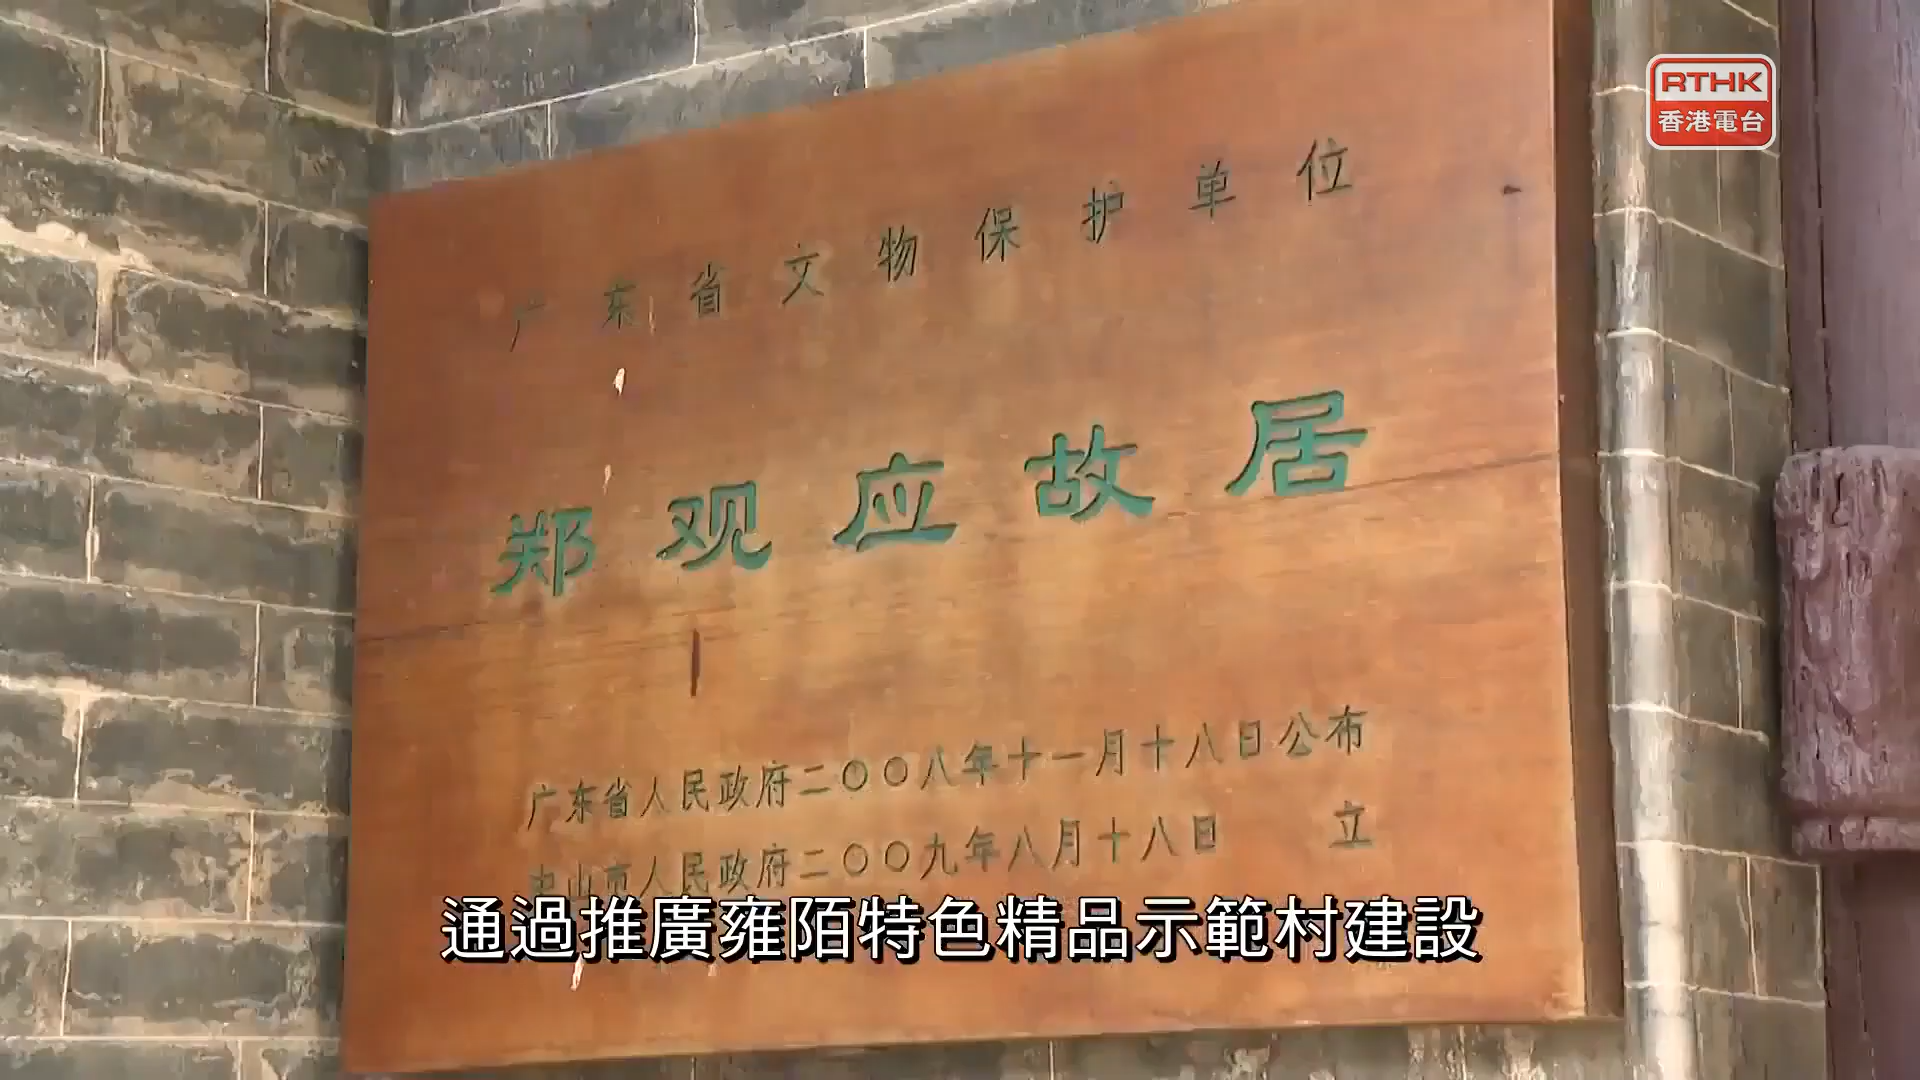 RTHK
香港電台
广东省文物保护单位
郑观应故居
广东省人民政府二〇〇八年十一月十八日公布
中山市人民政府二〇〇九年八月十八日 立
通過推廣雍陌特色精品示範村建設